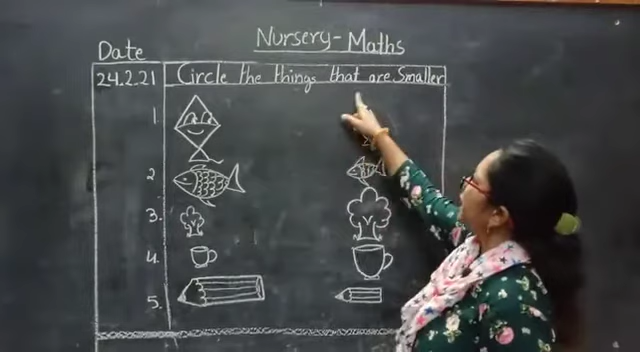 Nursery-Maths
Date
24.2.21 Circle the things that are Smaller
1
2
3.
4.
5.